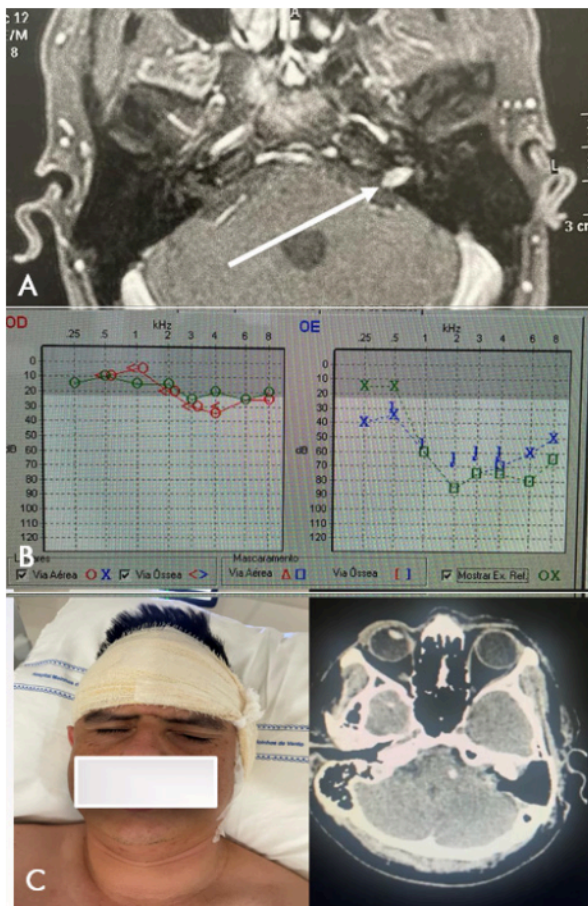 c 12
/M
8
A
L
3 cm
A
OD
kHz
OE
kHz
.25 .5 1 2 3 4 6 8
.25 .5 1 2 3 4 6 8
0
10
20
30
40
50
60
70
80
90
100
110
120
dB
0
10
20
30
40
50
60
70
80
90
100
110
120
dB
B
Mascaramento
Via Aérea O X
Via Óssea < >
Via Aérea Δ □
Via Óssea [ ]
Mostrar Ex. Ref. O X
C